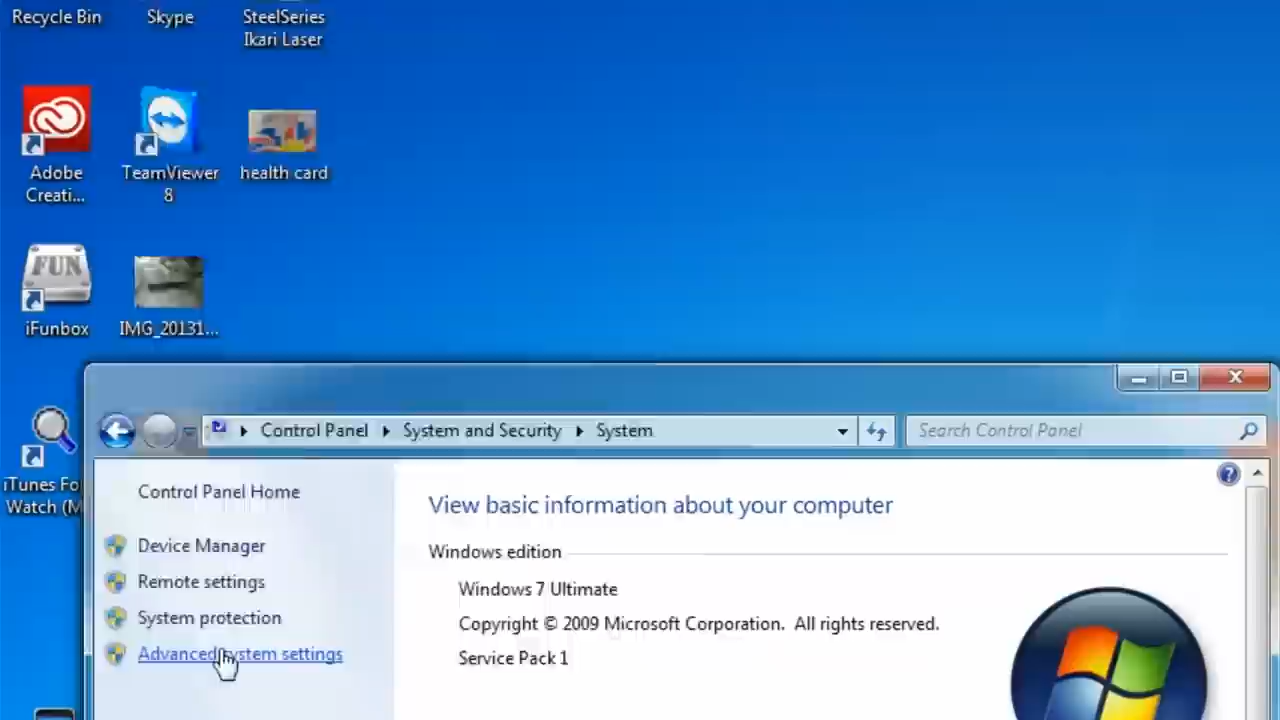 Recycle Bin
Skype
SteelSeries
Ikari Laser
Adobe
Creati...
TeamViewer
8
health card
FUN
iFunbox
IMG_20131...
iTunes Fo
Watch (M
Control Panel
System and Security
System
Search Control Panel
Control Panel Home
Device Manager
Remote settings
System protection
Advanced system settings
View basic information about your computer
Windows edition
Windows 7 Ultimate
Copyright © 2009 Microsoft Corporation. All rights reserved.
Service Pack 1